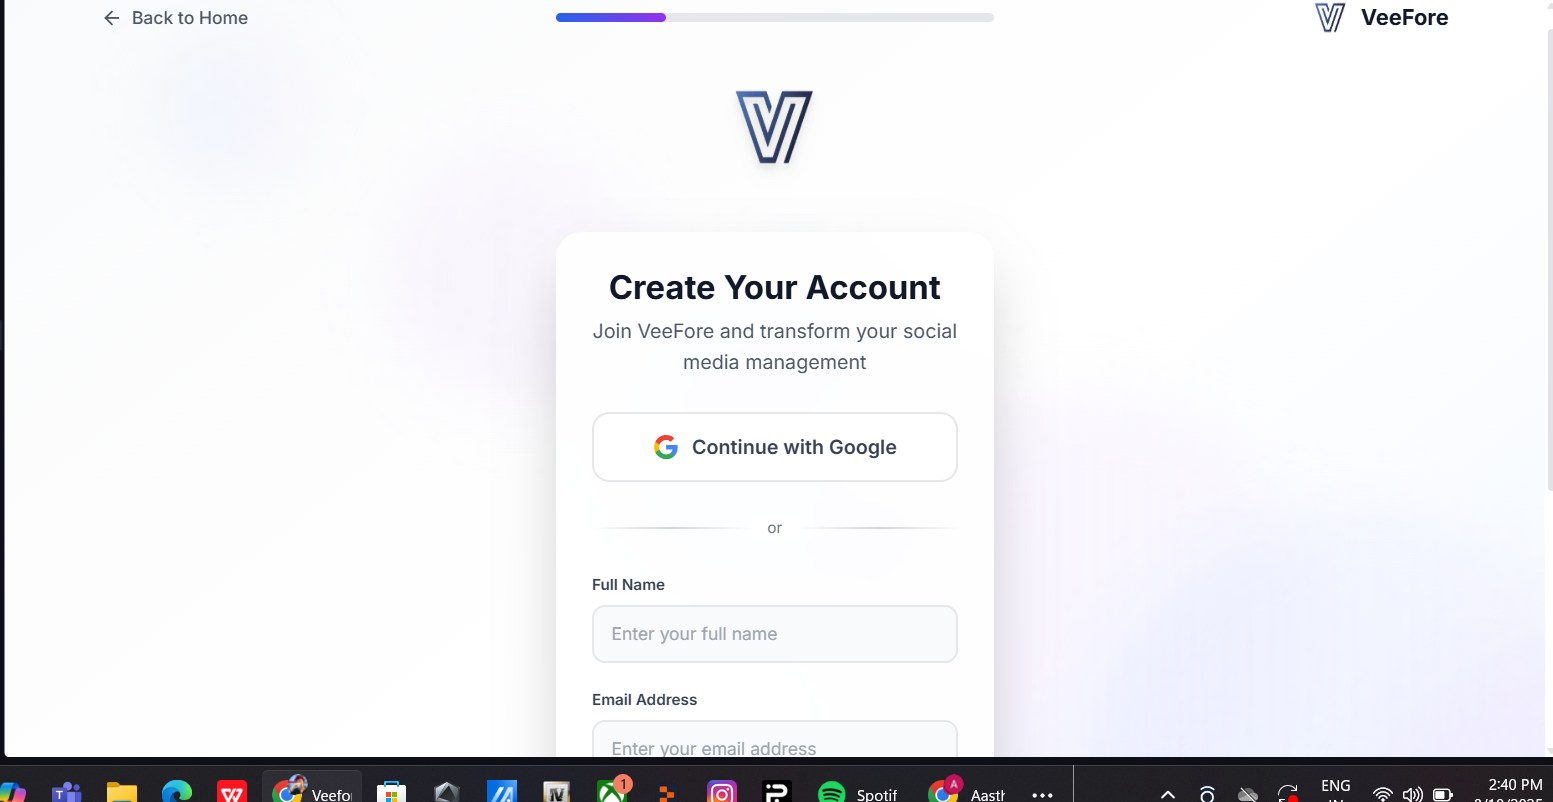 Back to Home
VeeFore
Create Your Account
Join VeeFore and transform your social
media management
Continue with Google
or
Full Name
Enter your full name
Email Address
Enter your email address
Veefo
1
Spotif
A
Aastl
ENG
2:40 PM